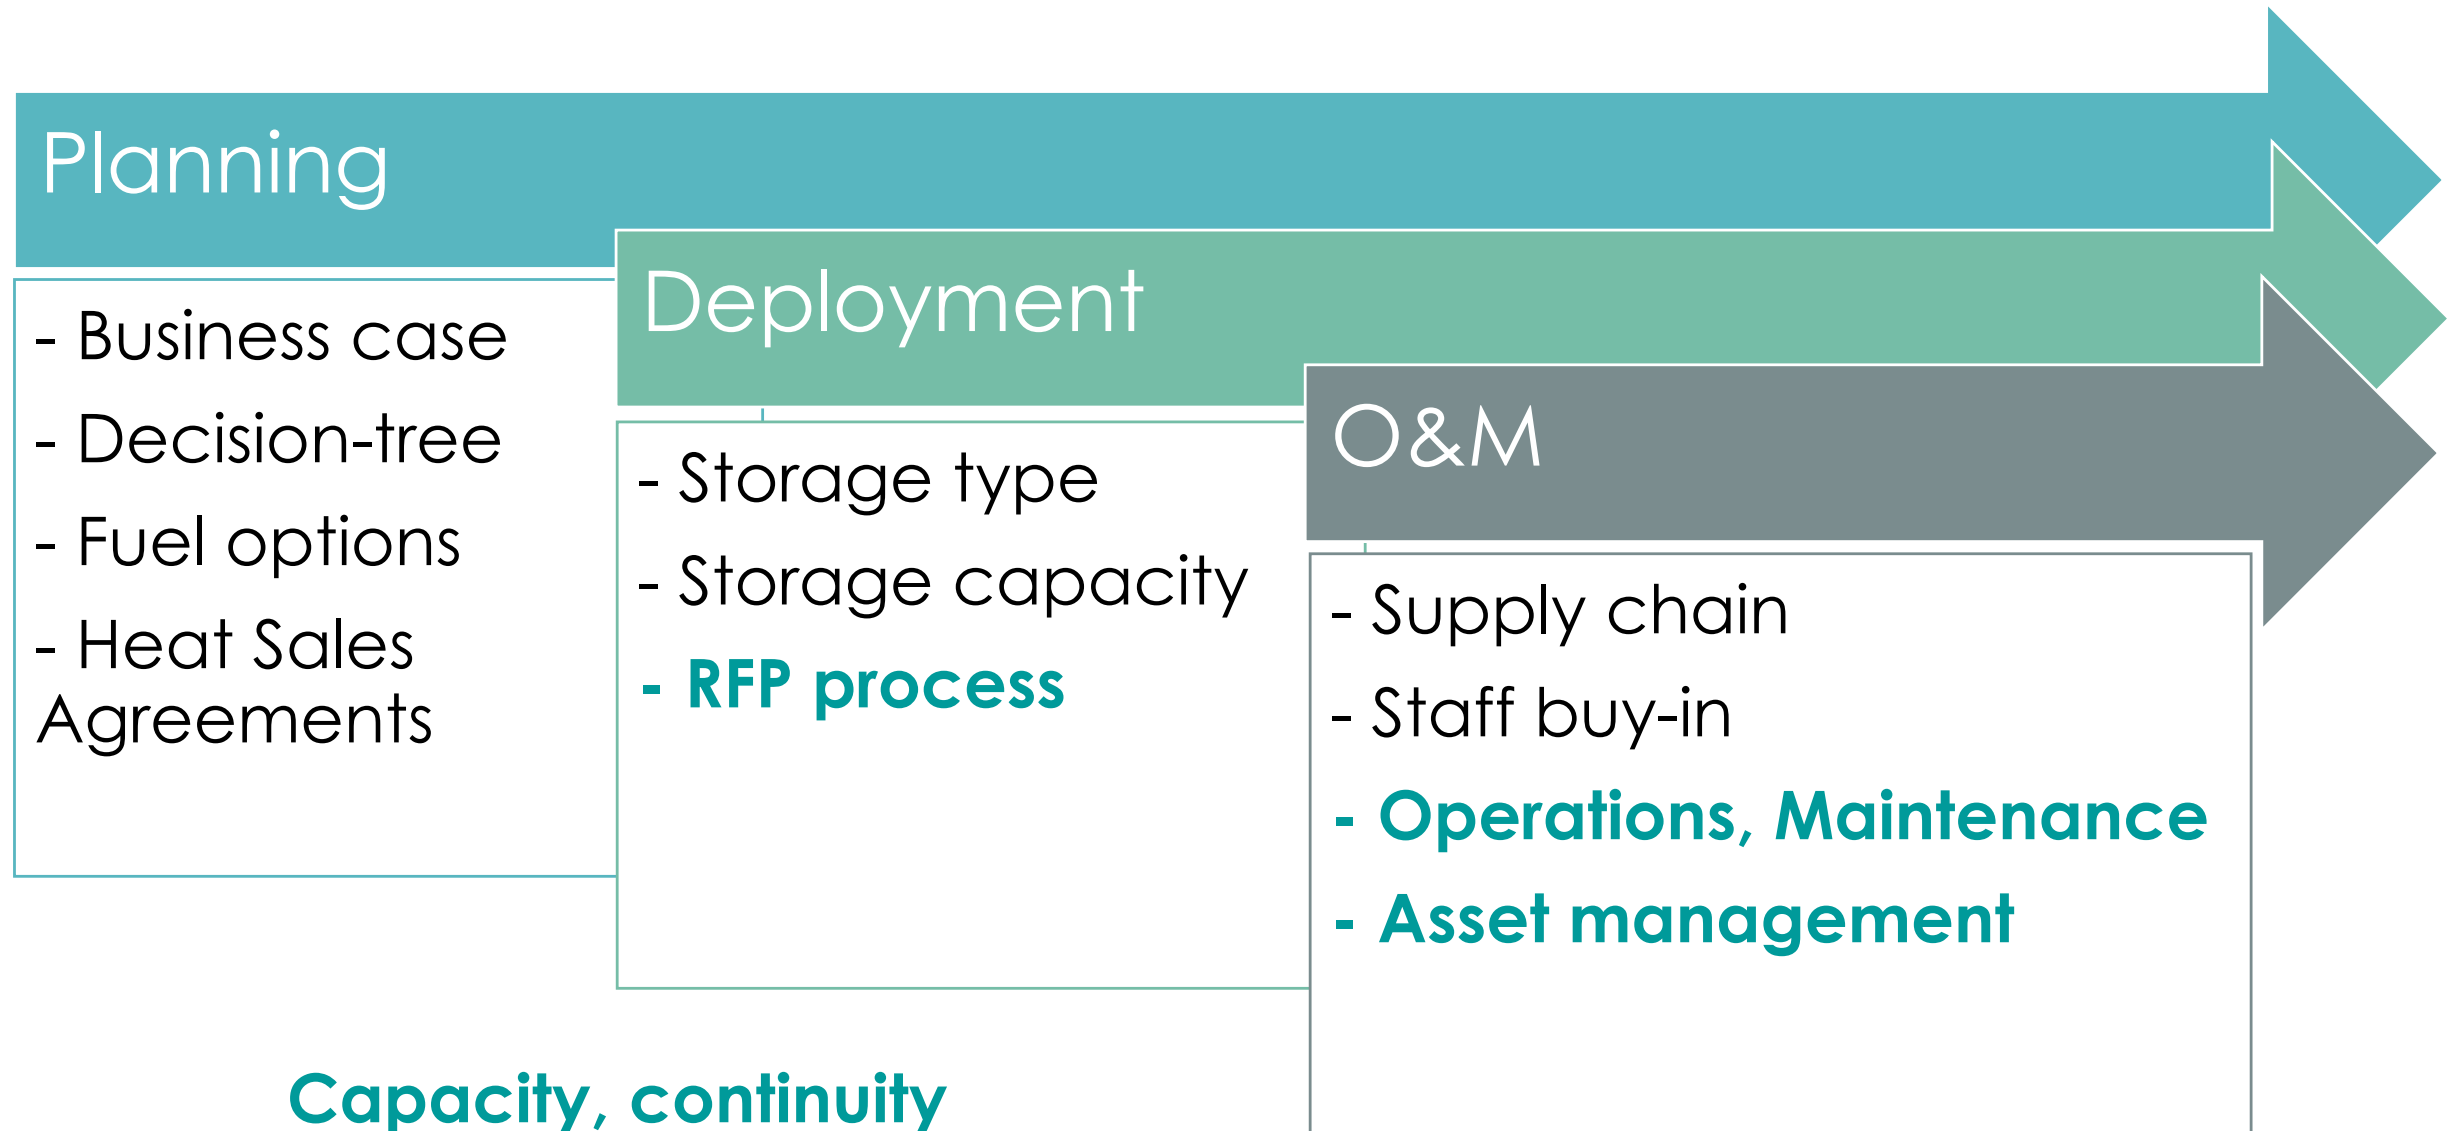 Planning
- Business case
- Decision-tree
- Fuel options
- Heat Sales
Agreements
Deployment
- Storage type
- Storage capacity
- RFP process
O&M
- Supply chain
- Staff buy-in
- Operations, Maintenance
- Asset management
Capacity, continuity